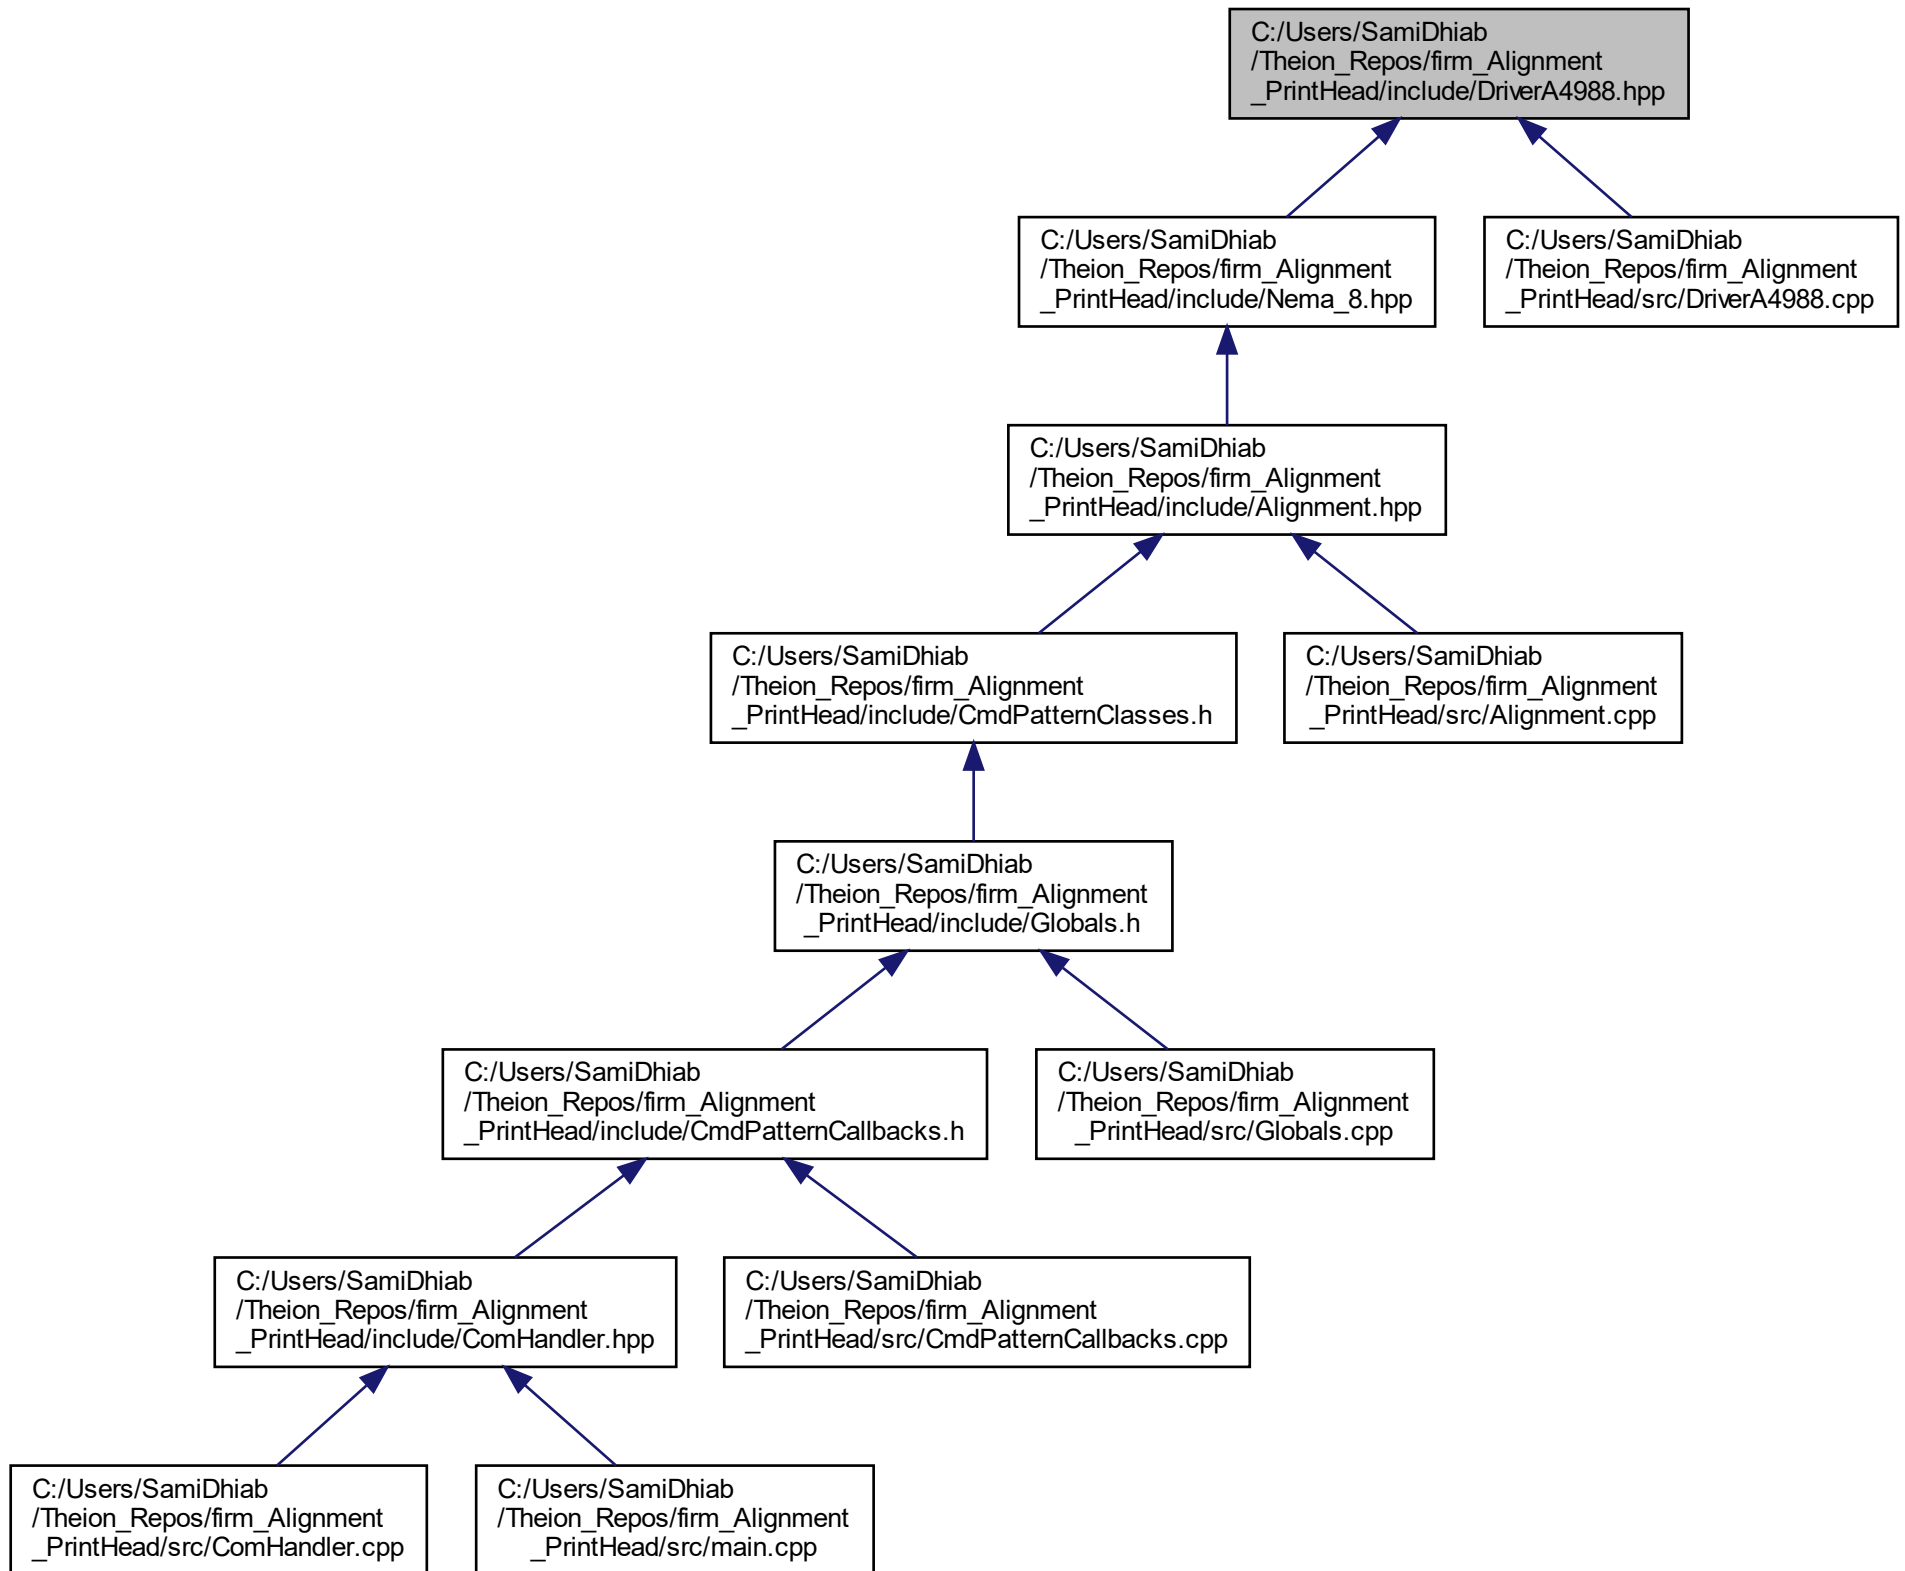 C:/Users/SamiDhiab
/Theion_Repos/firm_Alignment
_PrintHead/include/DriverA4988.hpp
C:/Users/SamiDhiab
/Theion_Repos/firm_Alignment
_PrintHead/include/Nema_8.hpp
C:/Users/SamiDhiab
/Theion_Repos/firm_Alignment
_PrintHead/src/DriverA4988.cpp
C:/Users/SamiDhiab
/Theion_Repos/firm_Alignment
_PrintHead/include/Alignment.hpp
C:/Users/SamiDhiab
/Theion_Repos/firm_Alignment
_PrintHead/include/CmdPatternClasses.h
C:/Users/SamiDhiab
/Theion_Repos/firm_Alignment
_PrintHead/src/Alignment.cpp
C:/Users/SamiDhiab
/Theion_Repos/firm_Alignment
_PrintHead/include/Globals.h
C:/Users/SamiDhiab
/Theion_Repos/firm_Alignment
_PrintHead/include/CmdPatternCallbacks.h
C:/Users/SamiDhiab
/Theion_Repos/firm_Alignment
_PrintHead/src/Globals.cpp
C:/Users/SamiDhiab
/Theion_Repos/firm_Alignment
_PrintHead/include/ComHandler.hpp
C:/Users/SamiDhiab
/Theion_Repos/firm_Alignment
_PrintHead/src/CmdPatternCallbacks.cpp
C:/Users/SamiDhiab
/Theion_Repos/firm_Alignment
_PrintHead/src/ComHandler.cpp
C:/Users/SamiDhiab
/Theion_Repos/firm_Alignment
_PrintHead/src/main.cpp